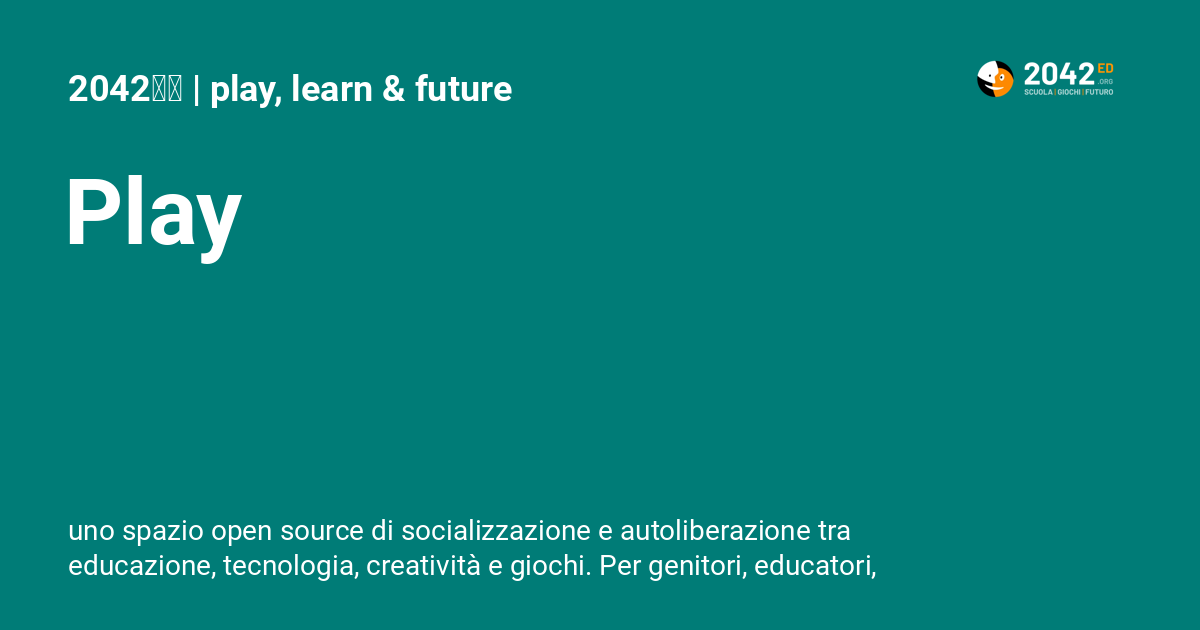 2042 | play, learn & future
2042 ED
.ORG
SCUOLA | GIOCHI | FUTURO
Play
uno spazio open source di socializzazione e autoliberazione tra
educazione, tecnologia, creatività e giochi. Per genitori, educatori,